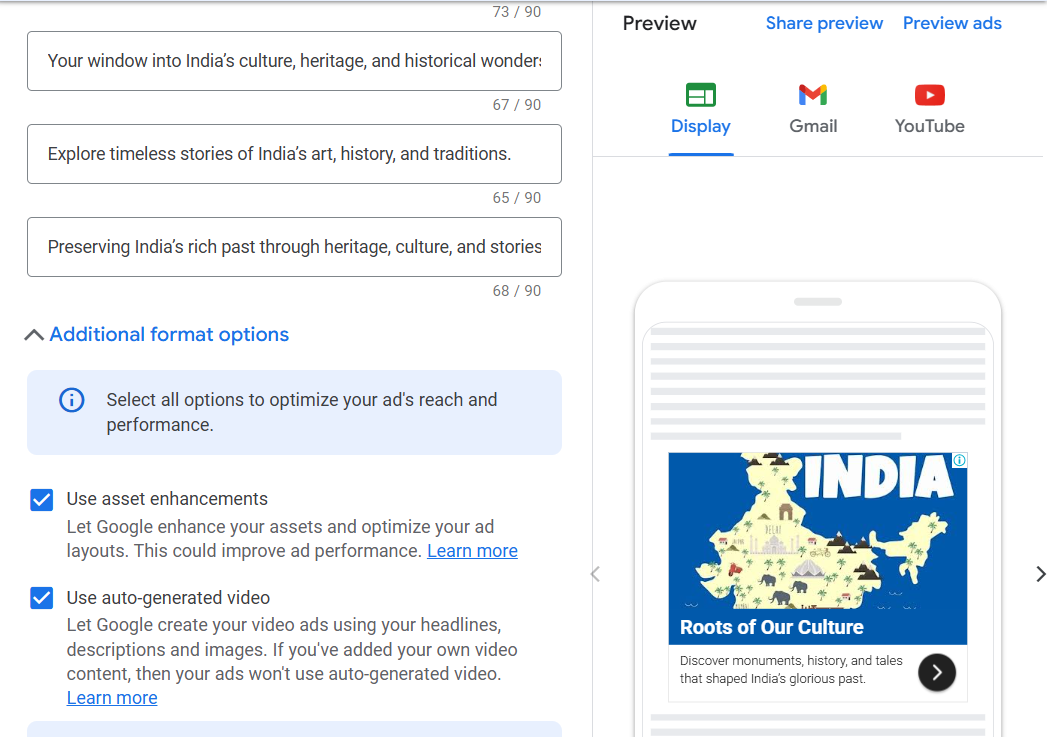 73 / 90
Your window into India’s culture, heritage, and historical wonder
67 / 90
Explore timeless stories of India’s art, history, and traditions.
65 / 90
Preserving India’s rich past through heritage, culture, and stories
68 / 90
Additional format options
Select all options to optimize your ad's reach and
performance.
Use asset enhancements
Let Google enhance your assets and optimize your ad
layouts. This could improve ad performance. Learn more
Use auto-generated video
Let Google create your video ads using your headlines,
descriptions and images. If you've added your own video
content, then your ads won't use auto-generated video.
Learn more
Preview
Share preview
Preview ads
Display
Gmail
YouTube
INDIA
DELHI
Roots of Our Culture
Discover monuments, history, and tales
that shaped India’s glorious past.